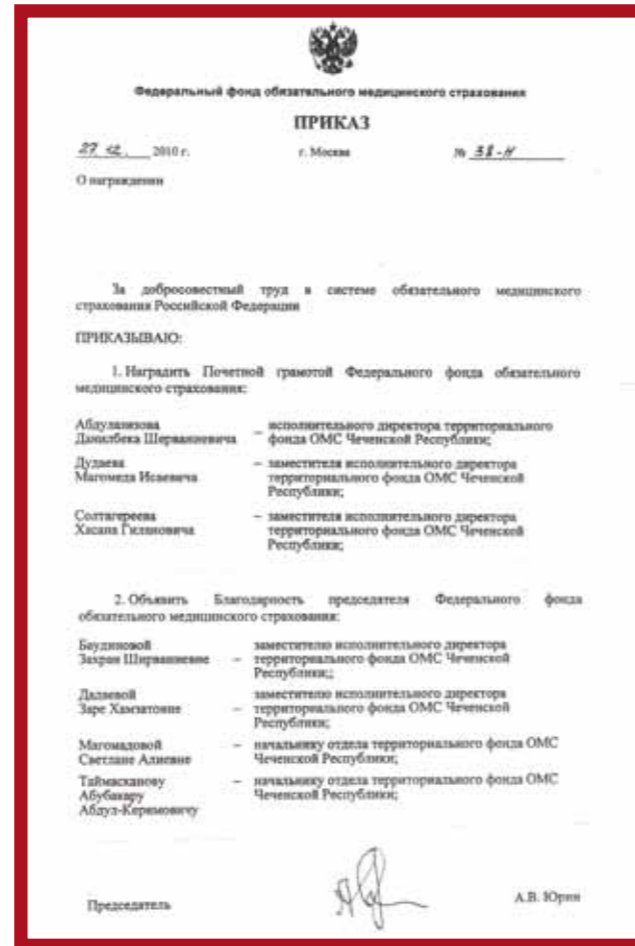 Федеральный фонд обязательного медицинского страхования
ПРИКАЗ
27.12. 2010 г. г. Москва № 38-Н
О награждении
За добросовестный труд в системе обязательного медицинского
страхования Российской Федерации
ПРИКАЗЫВАЮ:
1. Наградить Почетной грамотой Федерального фонда обязательного
медицинского страхования:
Абдулазизова – исполнительного директора территориального
Данилбека Шерваниевича фонда ОМС Чеченской Республики;
Дудаева – заместителя исполнительного директора
Магомеда Исаевича территориального фонда ОМС Чеченской
Республики;
Солтагереева – заместителя исполнительного директора
Хасана Гилановича территориального фонда ОМС Чеченской
Республики;
2. Объявить Благодарность председателя Федерального фонда
обязательного медицинского страхования:
Баудиновой заместителю исполнительного директора
Захран Ширваниевне – территориального фонда ОМС Чеченской
Республики;;
Далаевой заместителю исполнительного директора
Заре Хамзатовне – территориального фонда ОМС Чеченской
Республики;
Магомадовой – начальнику отдела территориального фонда ОМС
Светлане Алиевне Чеченской Республики;
Таймасханову – начальнику отдела территориального фонда ОМС
Абубакару Чеченской Республики;
Абдул-Керимовичу
Председатель А.В. Юрин